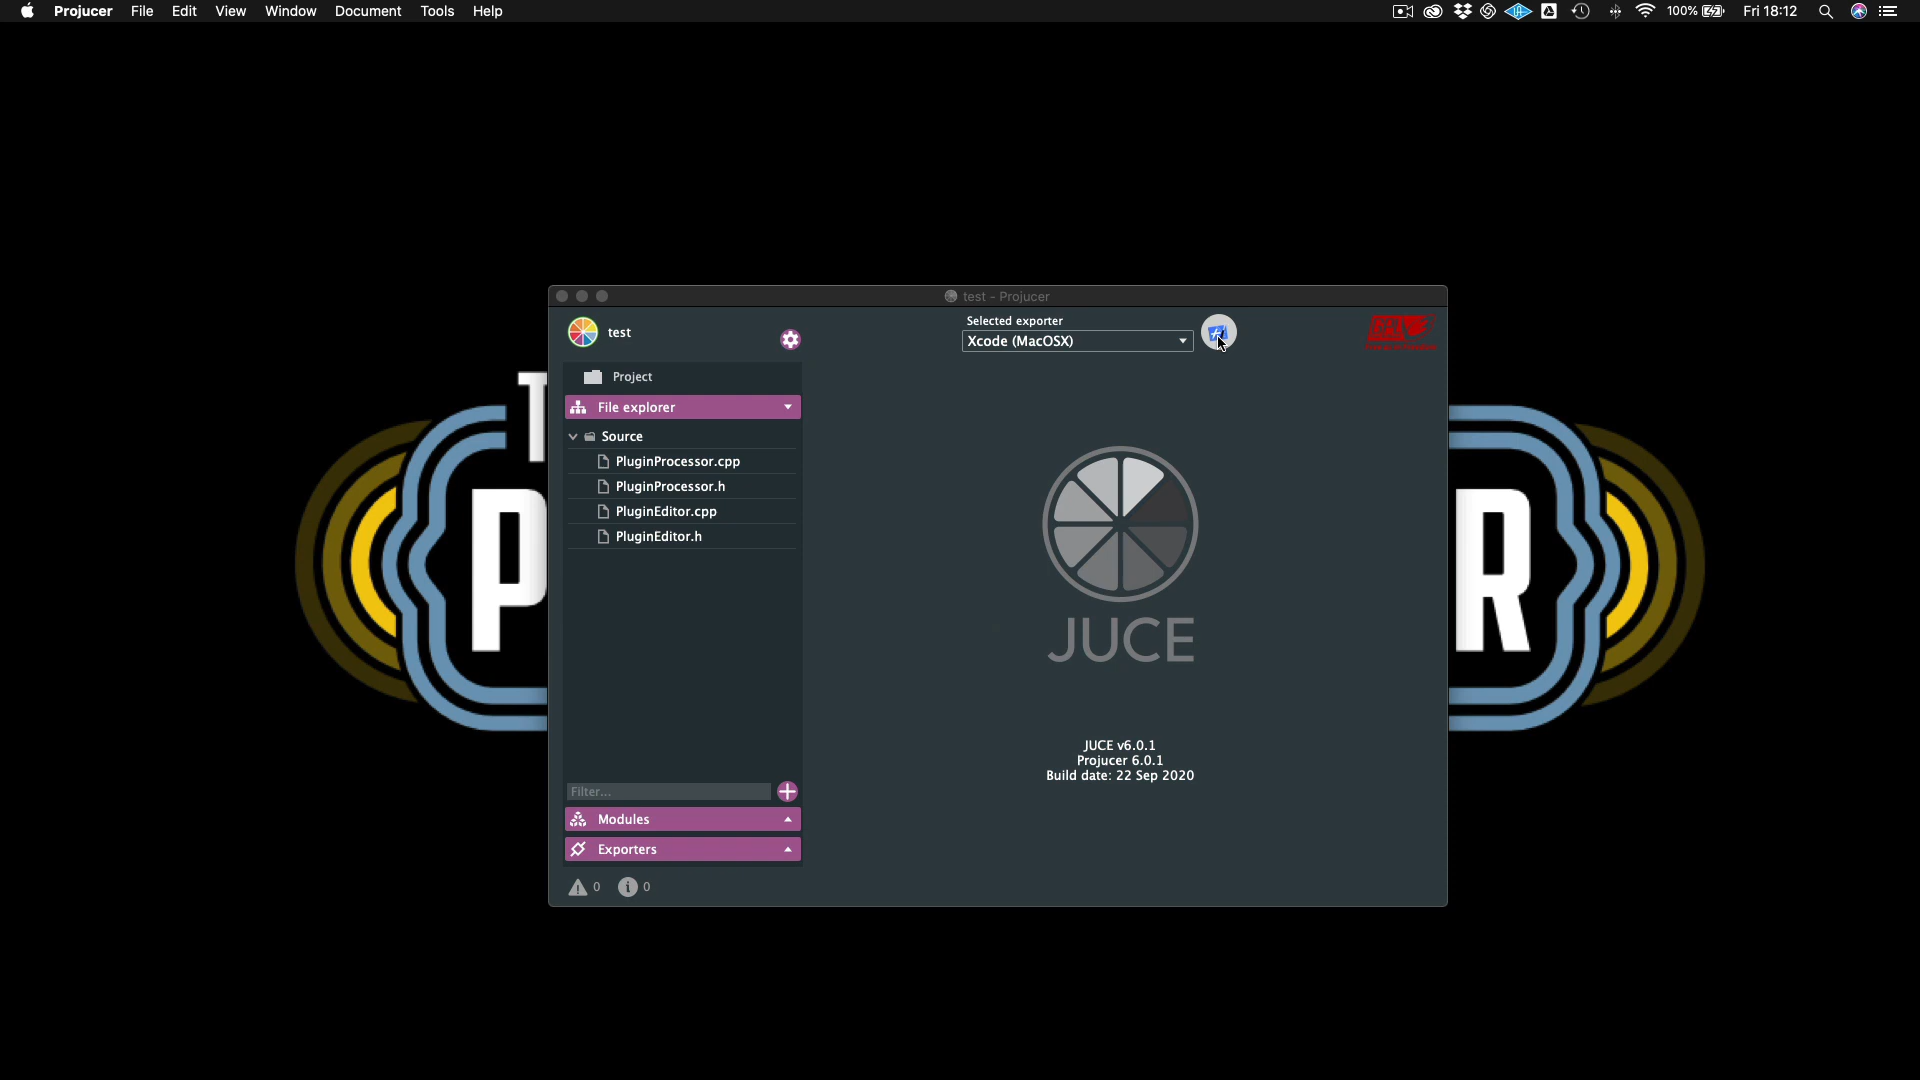 Projucer File Edit View Window Document Tools Help
100% Fri 18:12
test - Projucer
test
Selected exporter
Xcode (MacOSX)
Project
File explorer
Source
PluginProcessor.cpp
PluginProcessor.h
PluginEditor.cpp
PluginEditor.h
JUCE
JUCE v6.0.1
Projucer 6.0.1
Build date: 22 Sep 2020
Filter...
Modules
Exporters
0 0
T
P
R